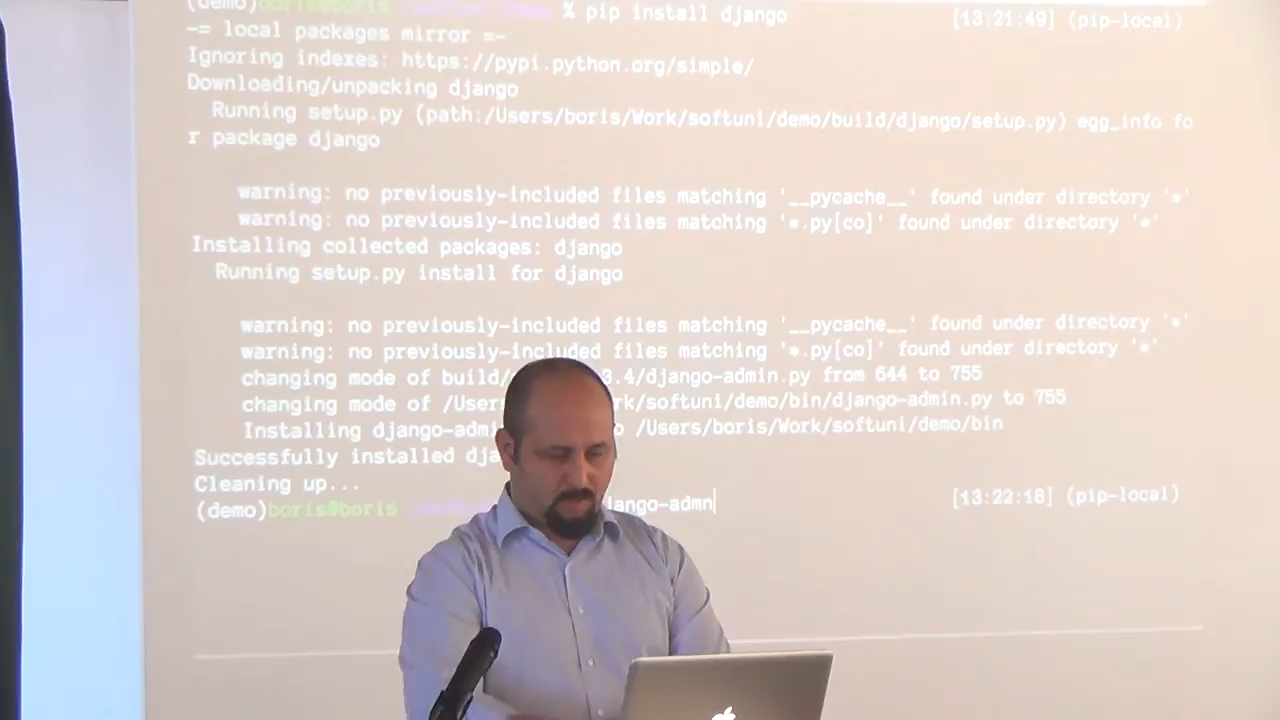 (demo)boris@boris % pip install django [13:21:49] (pip-local)
-= local packages mirror =-
Ignoring indexes: https://pypi.python.org/simple/
Downloading/unpacking django
Running setup.py (path:/Users/boris/Work/softuni/demo/build/django/setup.py) egg_info fo
r package django
warning: no previously-included files matching '__pycache__' found under directory '*'
warning: no previously-included files matching '*.py[co]' found under directory '*'
Installing collected packages: django
Running setup.py install for django
warning: no previously-included files matching '__pycache__' found under directory '*'
warning: no previously-included files matching '*.py[co]' found under directory '*'
changing mode of build/ 3.4/django-admin.py from 644 to 755
changing mode of /Users rk/softuni/demo/bin/django-admin.py to 755
Installing django-admi o /Users/boris/Work/softuni/demo/bin
Successfully installed dja
Cleaning up...
(demo)boris@boris jango-admn [13:22:18] (pip-local)